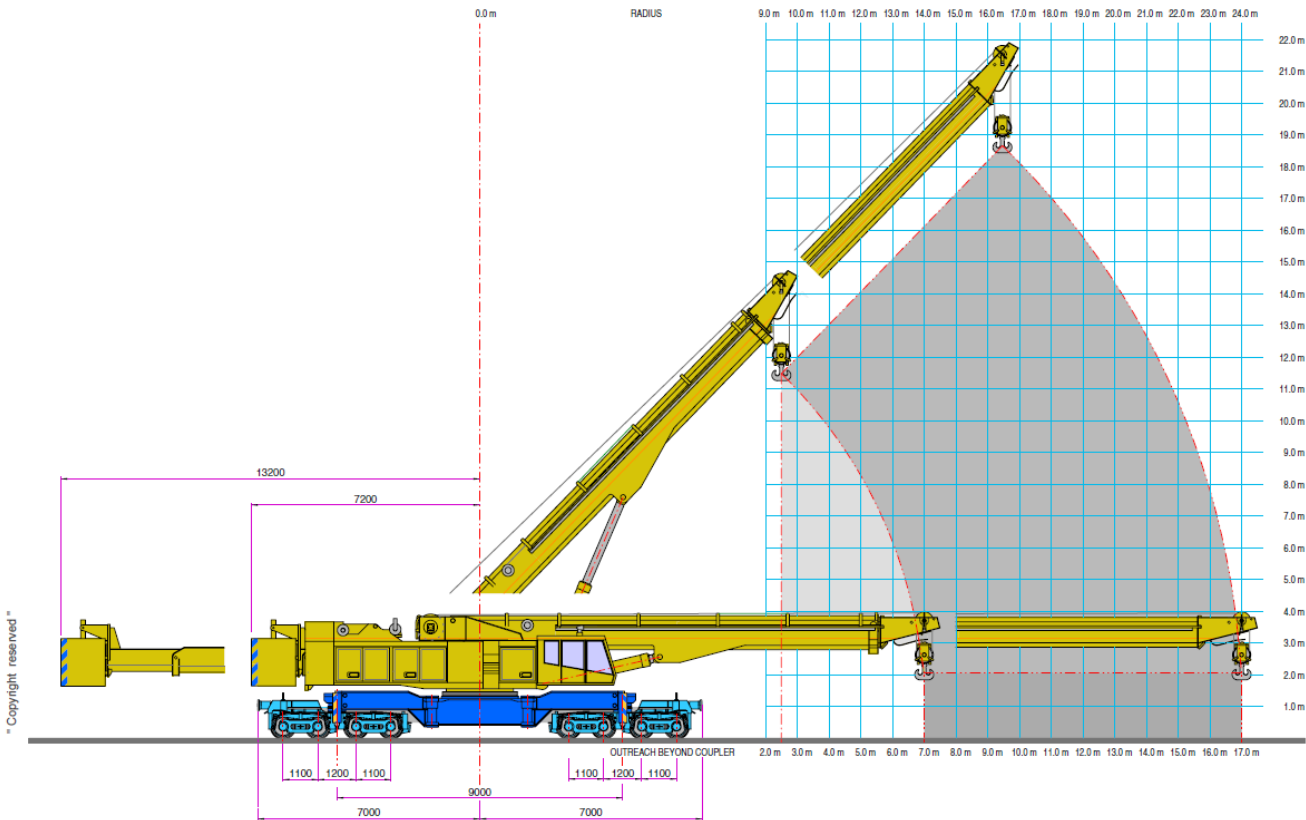 0.0 m RADIUS 9.0 m 10.0 m 11.0 m 12.0 m 13.0 m 14.0 m 15.0 m 16.0 m 17.0 m 18.0 m 19.0 m 20.0 m 21.0 m 22.0 m 23.0 m 24.0 m
22.0 m
21.0 m
20.0 m
19.0 m
18.0 m
17.0 m
16.0 m
15.0 m
14.0 m
13.0 m
12.0 m
11.0 m
10.0 m
9.0 m
8.0 m
7.0 m
6.0 m
5.0 m
4.0 m
3.0 m
2.0 m
1.0 m
13200
7200
" Copyright reserved "
OUTREACH BEYOND COUPLER 2.0 m 3.0 m 4.0 m 5.0 m 6.0 m 7.0 m 8.0 m 9.0 m 10.0 m 11.0 m 12.0 m 13.0 m 14.0 m 15.0 m 16.0 m 17.0 m
1100 1200 1100 1100 1200 1100
9000
7000 7000